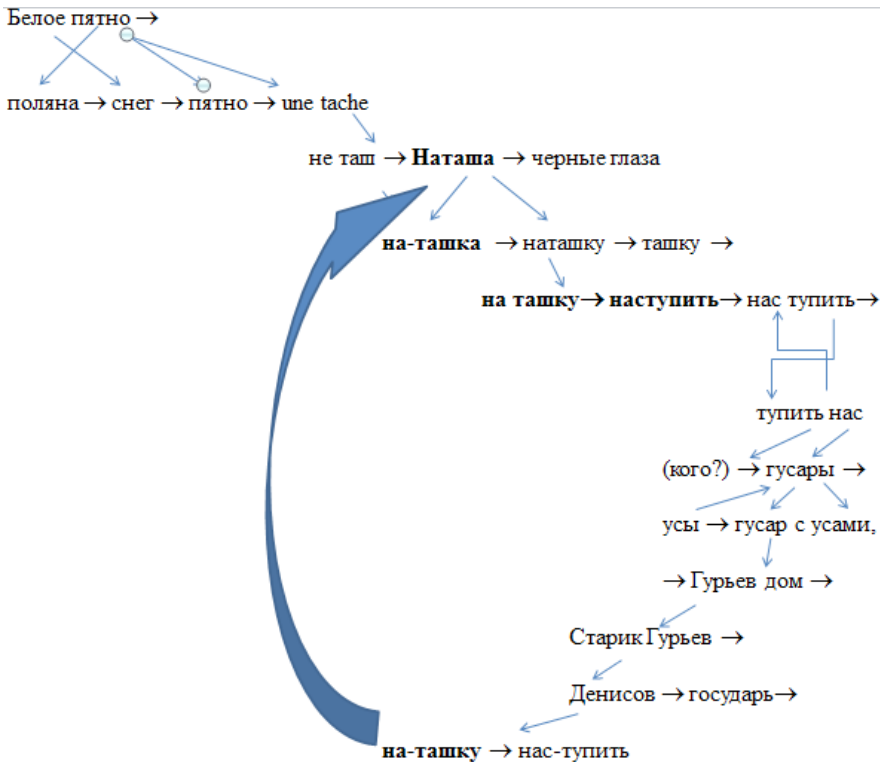 Белое пятно →
поляна → снег → пятно → une tache
не таш → Наташа → черные глаза
на-ташка → наташку → ташку →
на ташку → наступить → нас тупить →
тупить нас
(кого?) → гусары →
усы → гусар с усами,
→ Гурьев дом →
Старик Гурьев →
Денисов → государь →
на-ташку → нас-тупить